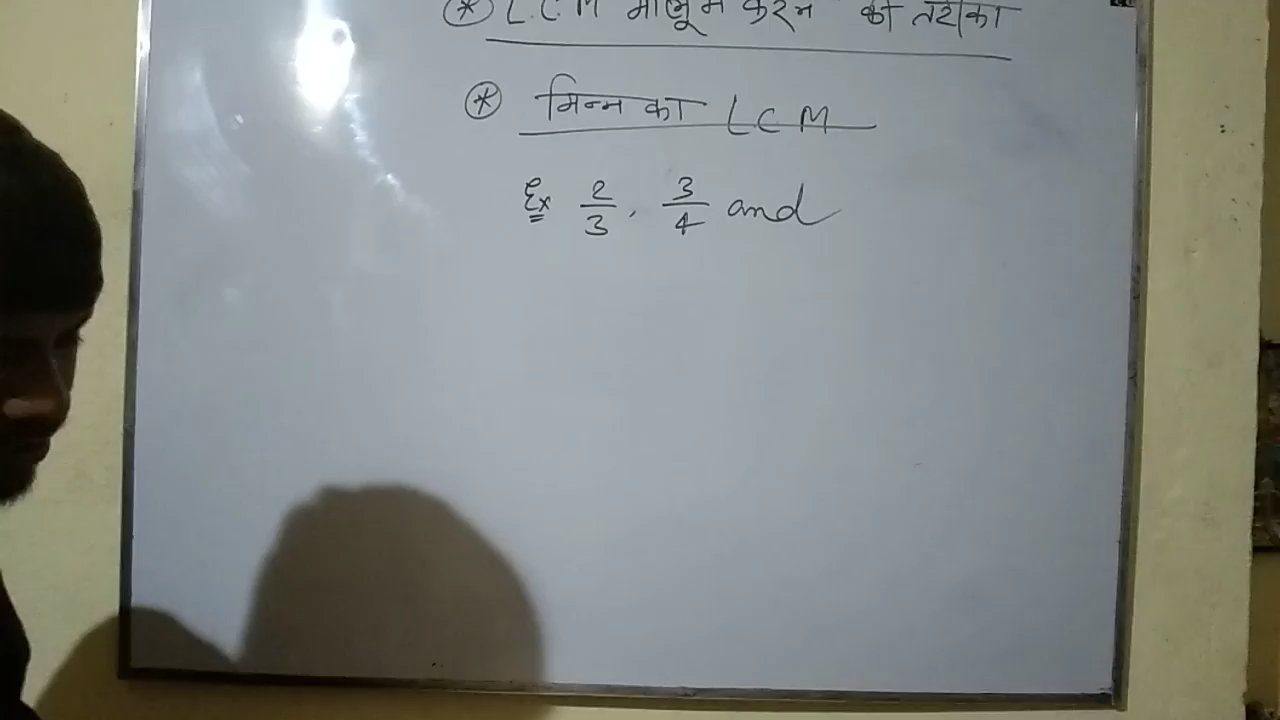 * L.C.M मालूम करने की तरीका
* भिन्न का LCM
Ex 2/3, 3/4 and